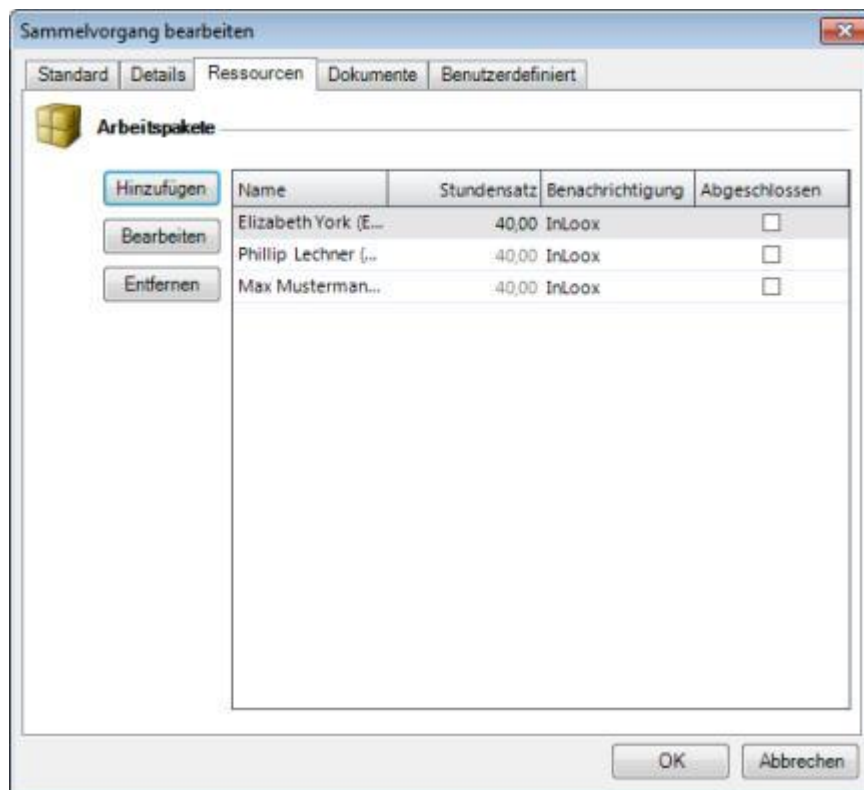 Sammelvorgang bearbeiten
Standard Details Ressourcen Dokumente Benutzerdefiniert
Arbeitspakete
Hinzufügen
Bearbeiten
Entfernen
Name Stundensatz Benachrichtigung Abgeschlossen
Elizabeth York (E... 40,00 InLoox
Phillip Lechner (... 40,00 InLoox
Max Musterman... 40,00 InLoox
OK Abbrechen